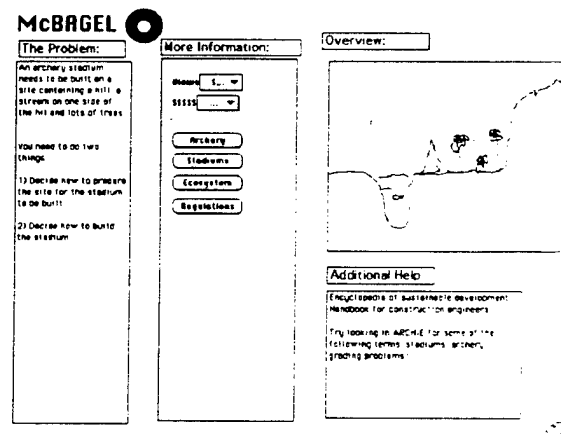 McBAGEL
The Problem:
An archery stadium
needs to be built on a
site containing a hill, a
stream on one side of
the hill and lots of trees
You need to do two
things
1) Decide how to prepare
the site for the stadium
to be built
2) Decide how to build
the stadium
More Information:
S...
$$$$$ ...
Archery
Stadiums
Ecosystem
Regulations
Overview:
Additional Help
Encyclopedia of sustainable development
Handbook for construction engineers
Try looking in ARCHIE for some of the
following terms: stadiums, archery,
grading problems